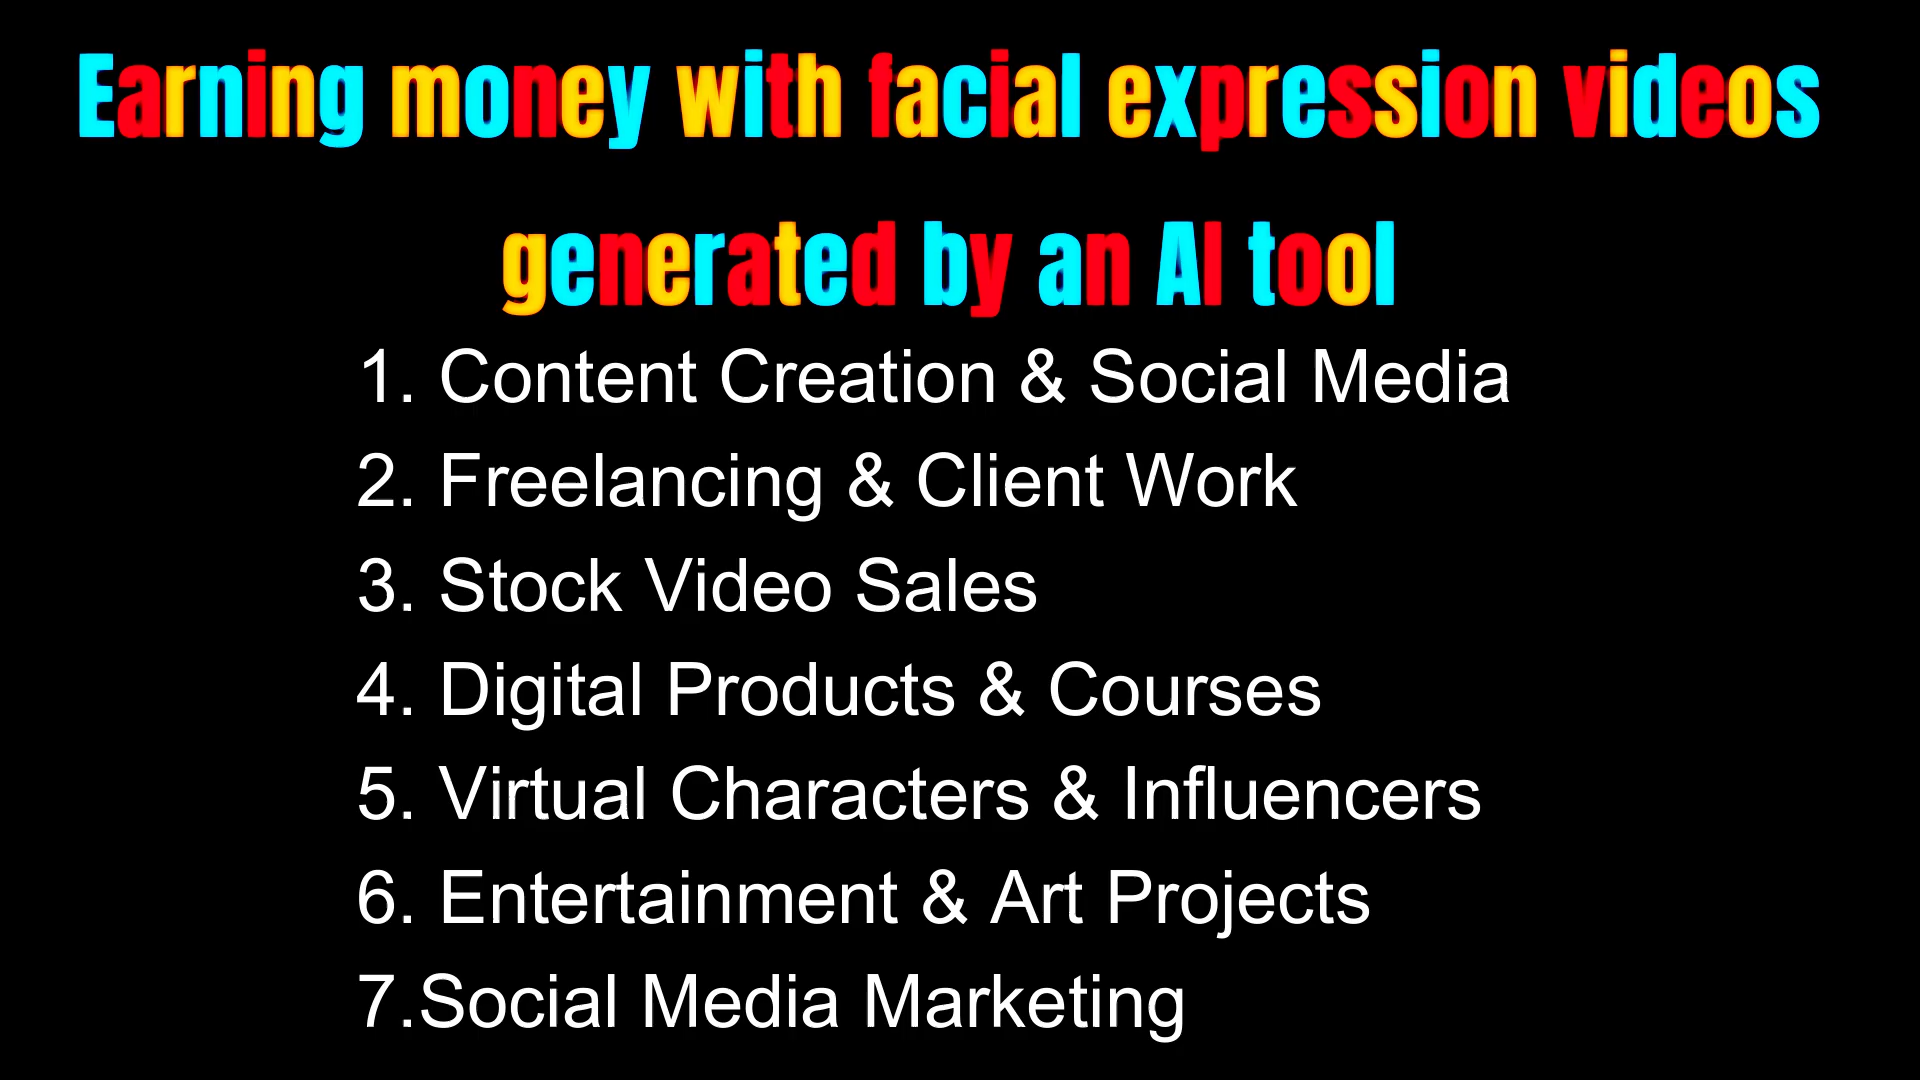 Earning money with facial expression videos
generated by an AI tool
1. Content Creation & Social Media
2. Freelancing & Client Work
3. Stock Video Sales
4. Digital Products & Courses
5. Virtual Characters & Influencers
6. Entertainment & Art Projects
7.Social Media Marketing